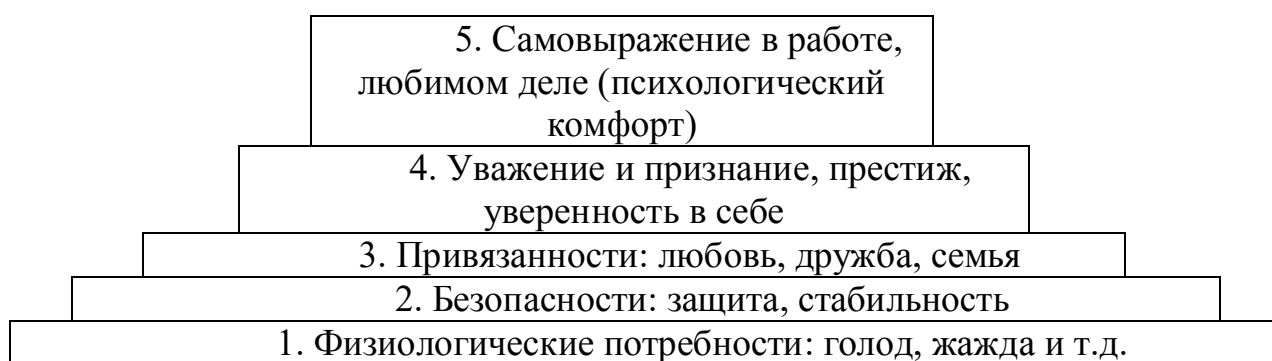 5. Самовыражение в работе,
любимом деле (психологический
комфорт)
4. Уважение и признание, престиж,
уверенность в себе
3. Привязанности: любовь, дружба, семья
2. Безопасности: защита, стабильность
1. Физиологические потребности: голод, жажда и т.д.